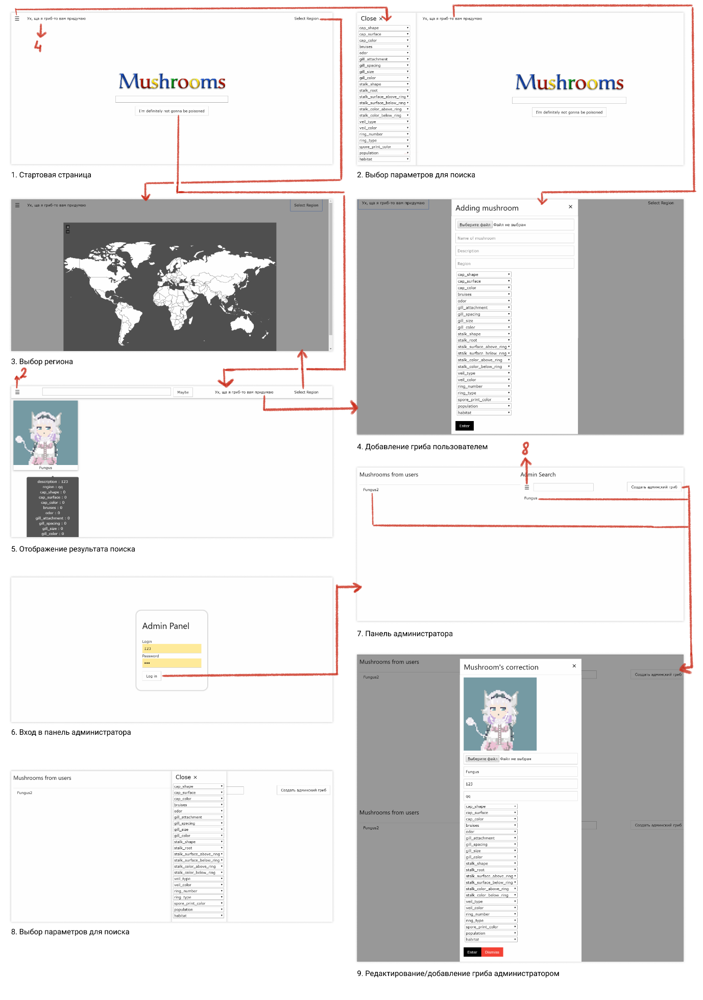 ☰ Ух, ща я гриб-то вам придумаю Select Region
4
Mushrooms
I'm definitely not gonna be poisoned
1. Стартовая страница
Close ×
Ух, ща я гриб-то вам придумаю
cap_shape
cap_surface
cap_color
bruises
odor
gill_attachment
gill_spacing
gill_size
gill_color
stalk_shape
stalk_root
stalk_surface_above_ring
stalk_surface_below_ring
stalk_color_above_ring
stalk_color_below_ring
veil_type
veil_color
ring_number
ring_type
spore_print_color
population
habitat
Mushrooms
I'm definitely not gonna be poisoned
2. Выбор параметров для поиска
☰ Ух, ща я гриб-то вам придумаю Select Region
+
−
3. Выбор региона
Ух, ща я гриб-то вам придумаю
Select Region
Adding mushroom ×
Выберите файл Файл не выбран
Name of mushroom
Description
Region
cap_shape
cap_surface
cap_color
bruises
odor
gill_attachment
gill_spacing
gill_size
gill_color
stalk_shape
stalk_root
stalk_surface_above_ring
stalk_surface_below_ring
stalk_color_above_ring
stalk_color_below_ring
veil_type
veil_color
ring_number
ring_type
spore_print_color
population
habitat
Enter
4. Добавление гриба пользователем
2
☰ Maybe Ух, ща я гриб-то вам придумаю Select Region
Fungus
description : 123
region : qq
cap_shape : 0
cap_surface : 0
cap_color : 0
bruises : 0
odor : 0
gill_attachment : 0
gill_spacing : 0
gill_size : 0
gill_color : 0
5. Отображение результата поиска
8
Mushrooms from users
Fungus2
Admin Search
☰ Создать админский гриб
Fungus
7. Панель администратора
Admin Panel
Login
123
Password
•••
Log in
6. Вход в панель администратора
Mushrooms from users
Fungus2
Close ×
cap_shape
cap_surface
cap_color
bruises
odor
gill_attachment
gill_spacing
gill_size
gill_color
stalk_shape
stalk_root
stalk_surface_above_ring
stalk_surface_below_ring
stalk_color_above_ring
stalk_color_below_ring
veil_type
veil_color
ring_number
ring_type
spore_print_color
population
habitat
Создать админский гриб
8. Выбор параметров для поиска
Mushrooms from users
Fungus2
Создать админский гриб
Mushroom's correction ×
Выберите файл Файл не выбран
Fungus
123
qq
cap_shape
cap_surface
cap_color
bruises
odor
gill_attachment
gill_spacing
gill_size
gill_color
stalk_shape
stalk_root
stalk_surface_above_ring
stalk_surface_below_ring
stalk_color_above_ring
stalk_color_below_ring
veil_type
veil_color
ring_number
ring_type
spore_print_color
population
habitat
Enter Dismiss
Mushrooms from users
Fungus2
Создать админский гриб
9. Редактирование/добавление гриба администратором